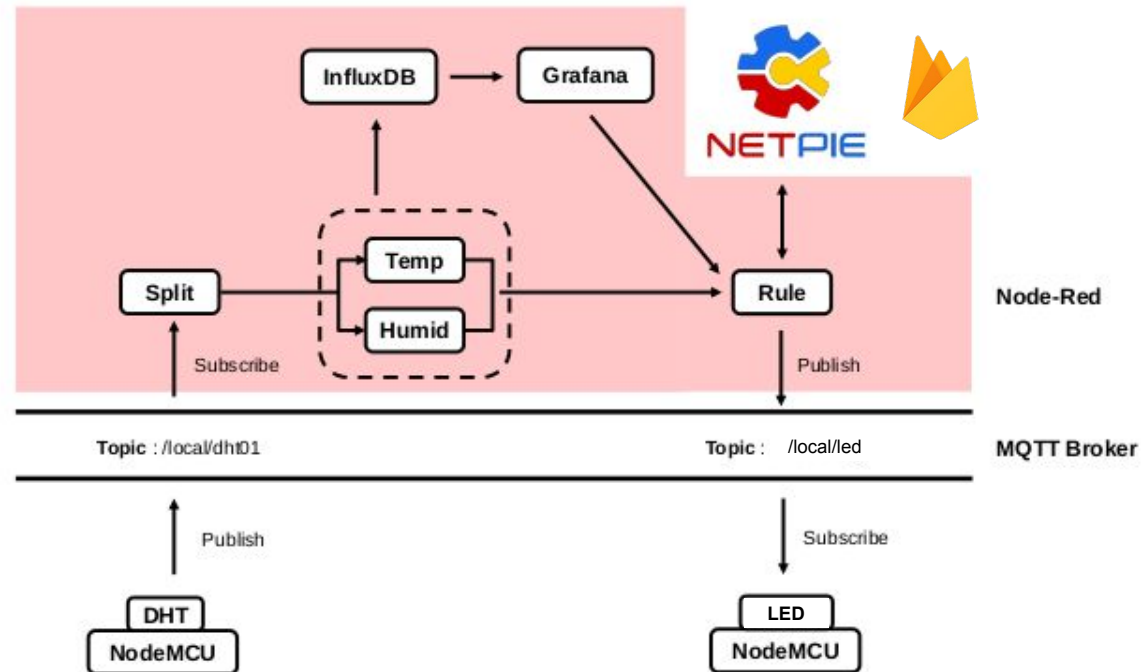 InfluxDB
Grafana
NETPIE
Temp
Split
Humid
Rule
Node-Red
Subscribe
Publish
Topic : /local/dht01
Topic : /local/led
MQTT Broker
Publish
Subscribe
DHT
NodeMCU
LED
NodeMCU